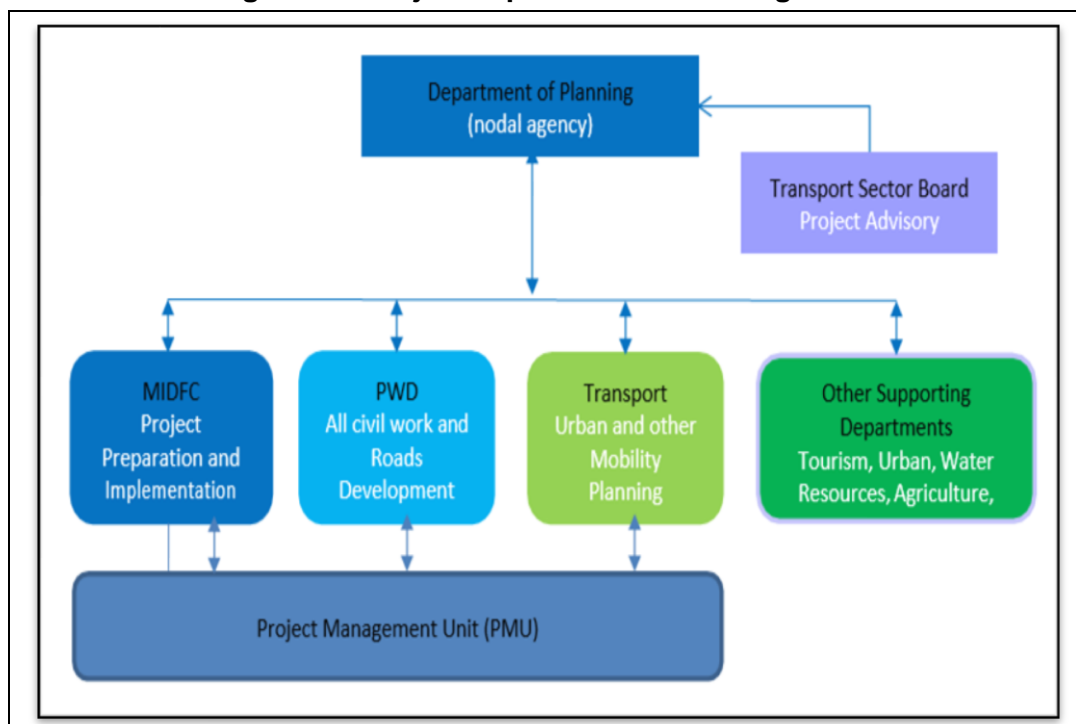 Department of Planning
(nodal agency)
Transport Sector Board
Project Advisory
MIDFC
Project
Preparation and
Implementation
PWD
All civil work and
Roads
Development
Transport
Urban and other
Mobility
Planning
Other Supporting
Departments
Tourism, Urban, Water
Resources, Agriculture,
Project Management Unit (PMU)